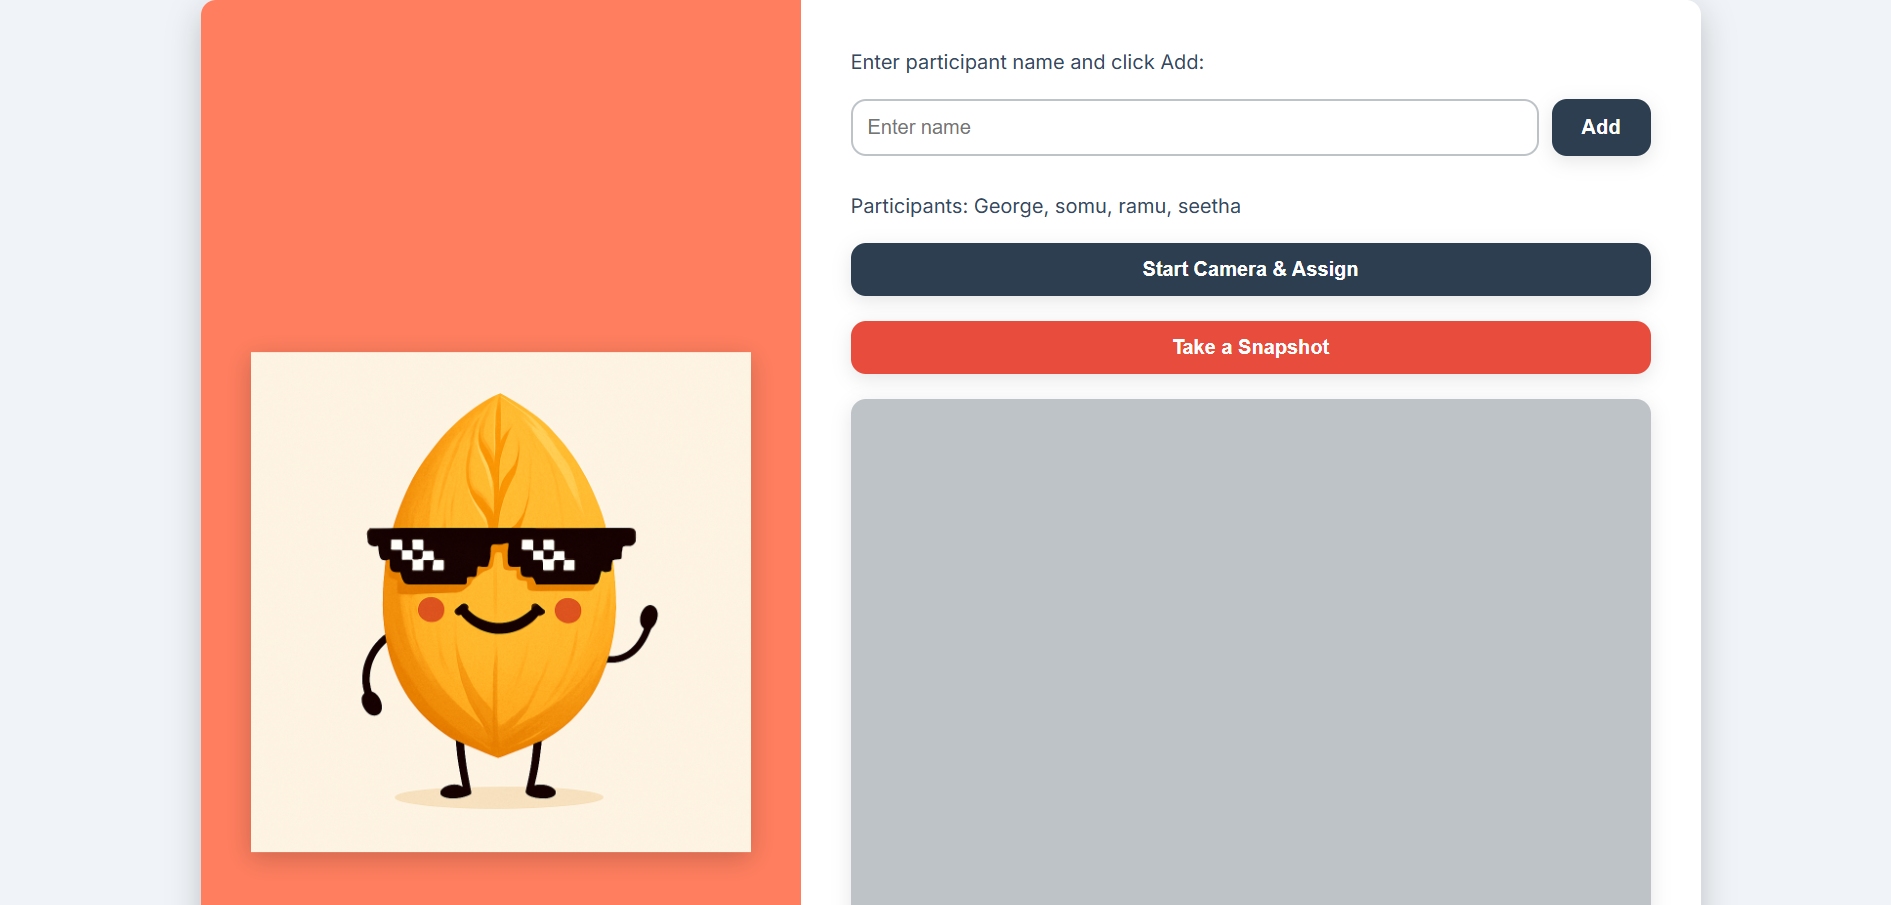 Enter participant name and click Add:
Enter name
Add
Participants: George, somu, ramu, seetha
Start Camera & Assign
Take a Snapshot